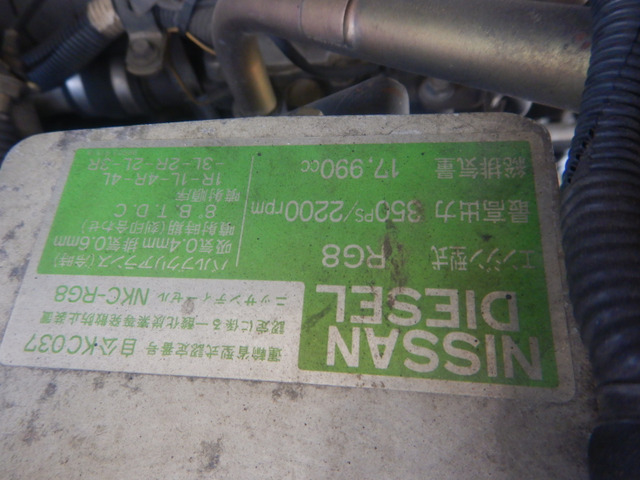 NISSAN
DIESEL
運輸省型式認定番号 自公KC037
認定に係る一酸化炭素等発散防止装置
ニッサンディーゼル NKC-RG8
エンジン型式 RG8
最高出力 350PS/2200rpm
総排気量 17,990cc
バルブクリアランス (冷時)
吸気0.4mm 排気0.6mm
噴射時期 (刻印合わせ)
8°B.T.D.C
噴射順序
1R-1L-4R-4L
-3L-2R-2L-3R